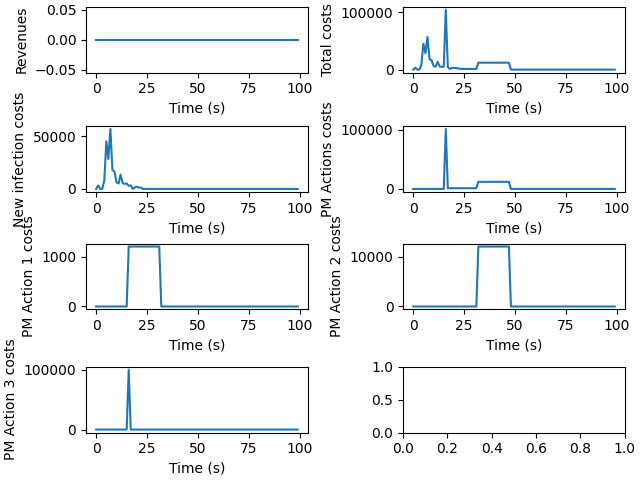 Revenues
0.05
0.00
−0.05
0 25 50 75 100
Time (s)
Total costs
100000
0
0 25 50 75 100
Time (s)
New infection costs
50000
0
0 25 50 75 100
Time (s)
PM Actions costs
100000
0
0 25 50 75 100
Time (s)
PM Action 1 costs
1000
0
0 25 50 75 100
Time (s)
PM Action 2 costs
10000
0
0 25 50 75 100
Time (s)
PM Action 3 costs
100000
0
0 25 50 75 100
Time (s)
1.0
0.5
0.0
0.0 0.2 0.4 0.6 0.8 1.0